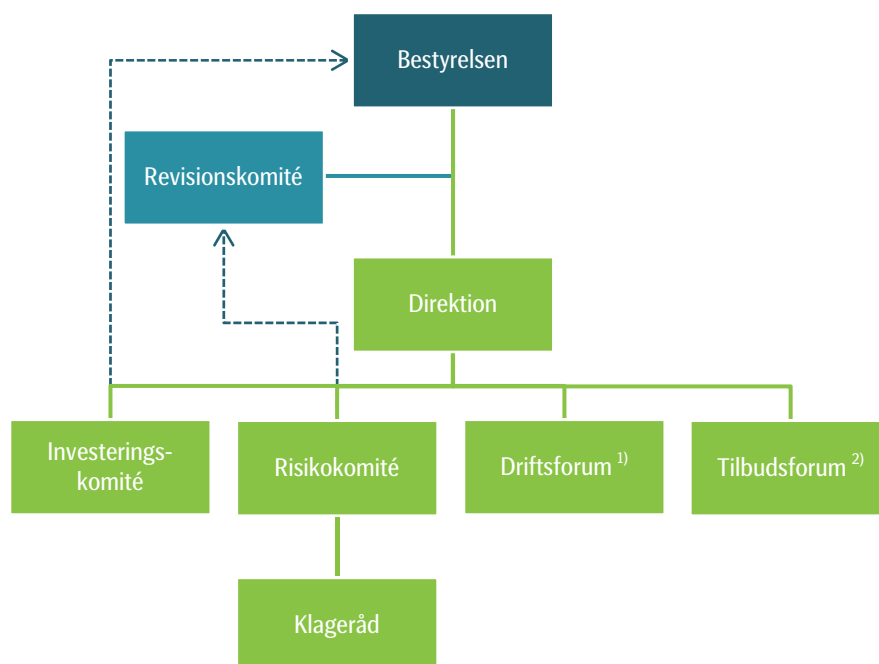 Bestyrelsen
Revisionskomité
Direktion
Investerings-
komité
Risikokomité
Driftsforum 1)
Tilbudsforum 2)
Klageråd